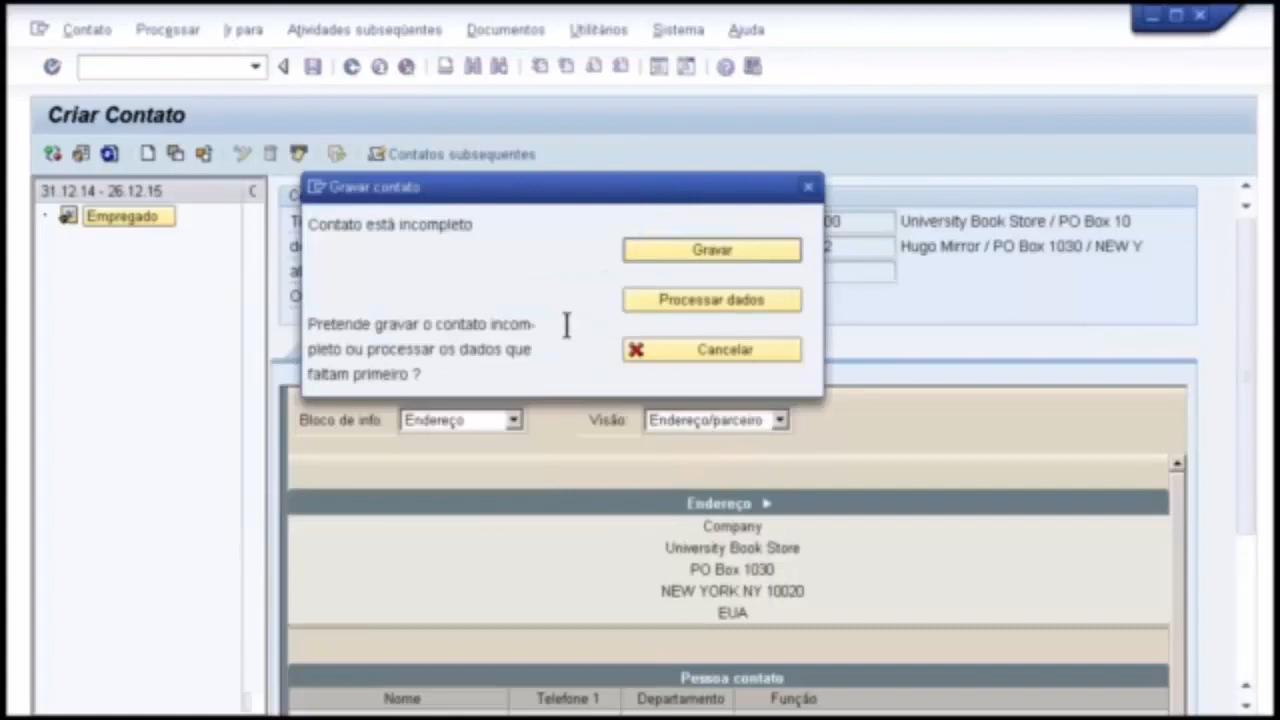 Contato Processar Ir para Atividades subseqüentes Documentos Utilitários Sistema Ajuda
Criar Contato
Contatos subsequentes
31.12.14 - 26.12.15 C
Empregado
Gravar contato
Contato está incompleto
Gravar
Processar dados
Pretende gravar o contato incom-
pleto ou processar os dados que
faltam primeiro ?
Cancelar
00 University Book Store / PO Box 10
2 Hugo Mirror / PO Box 1030 / NEW Y
Bloco de info. Endereço Visão: Endereço/parceiro
Endereço
Company
University Book Store
PO Box 1030
NEW YORK NY 10020
EUA
Pessoa contato
Nome Telefone 1 Departamento Função